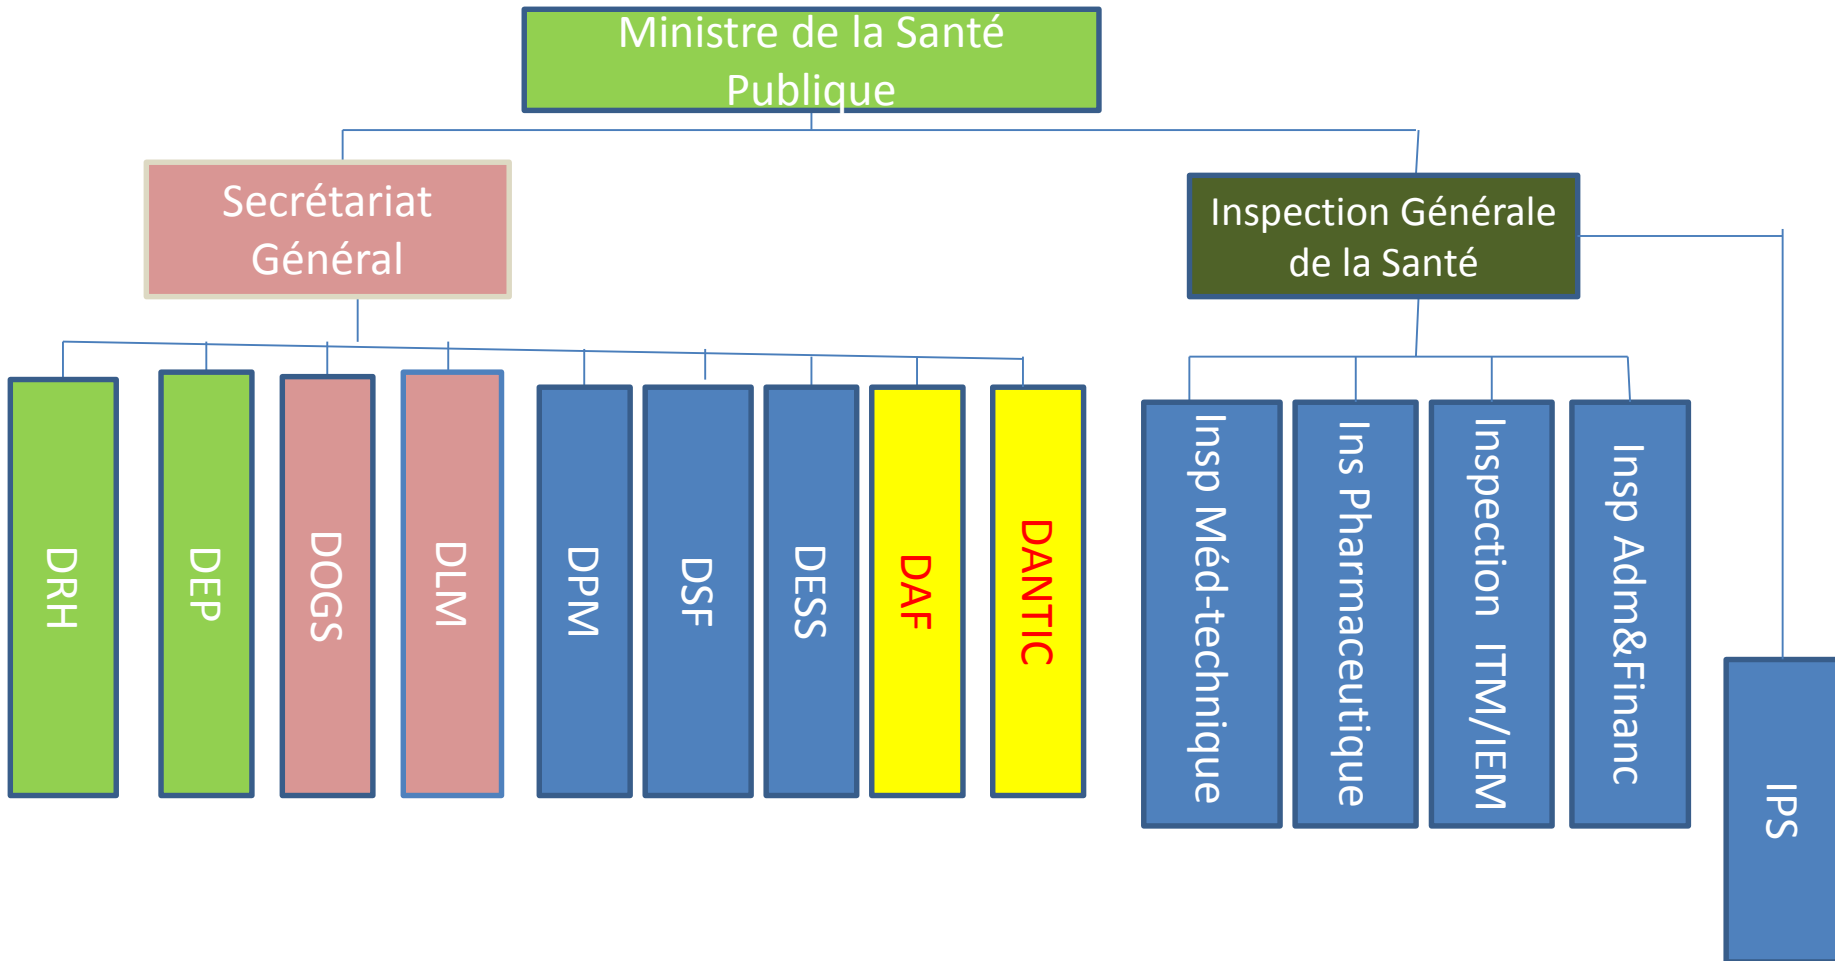 Ministre de la Santé
Publique
Secrétariat
Général
Inspection Générale
de la Santé
DRH
DEP
DOGS
DLM
DPM
DSF
DESS
DAF
DANTIC
Insp Méd-technique
Ins Pharmaceutique
Inspection ITM/IEM
Insp Adm&Financ
IPS